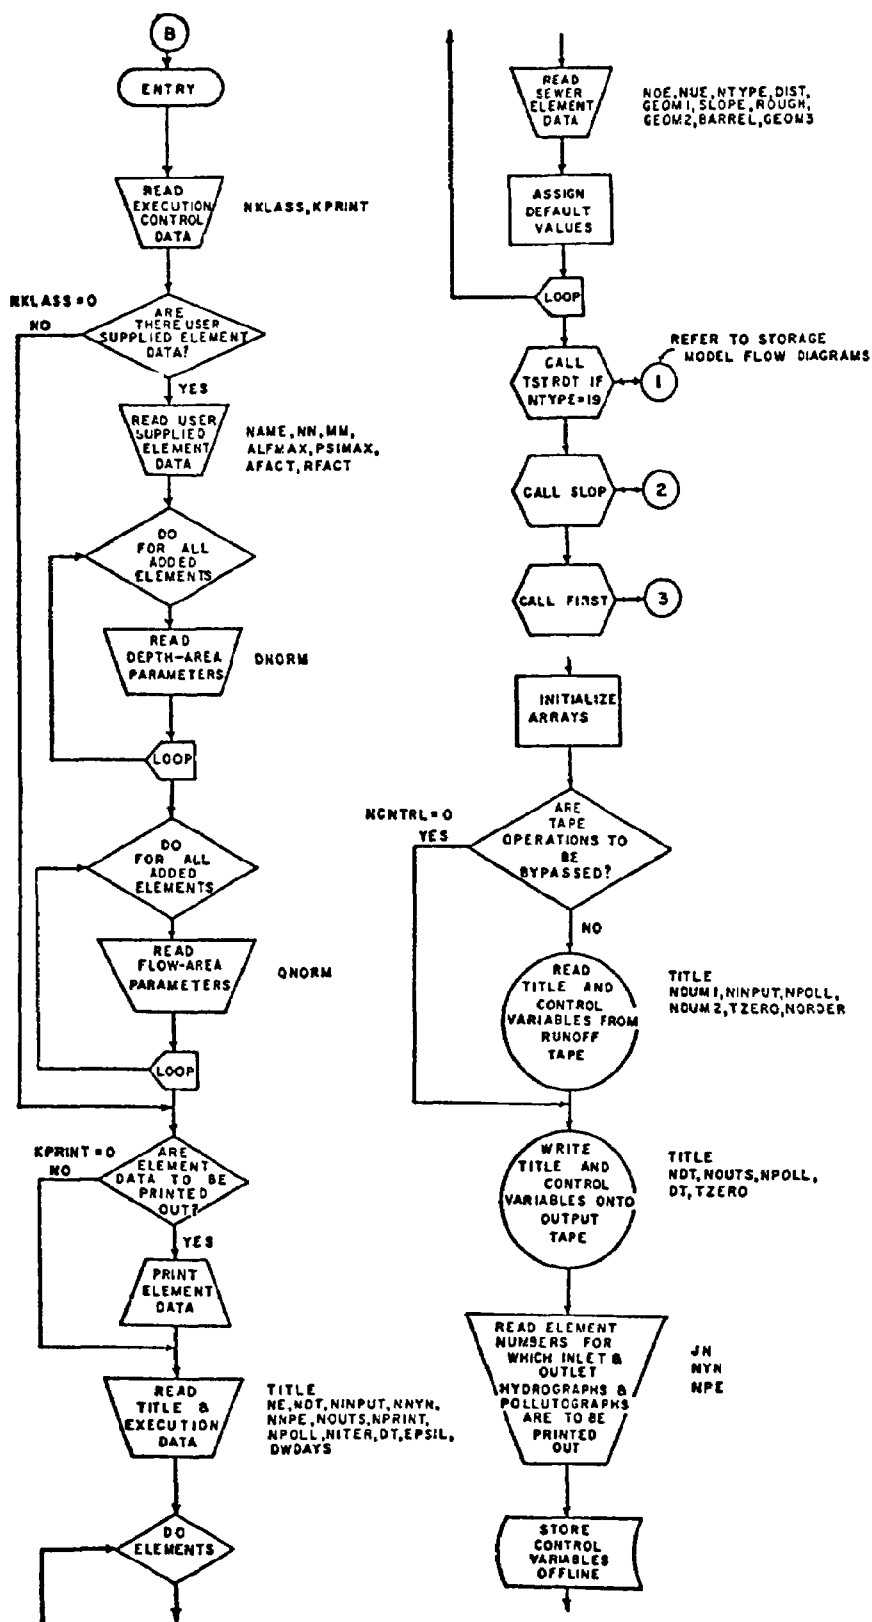 B
ENTRY
READ
EXECUTION
CONTROL
DATA
NKLASS,KPRINT
NKLASS=0
NO
ARE
THERE USER
SUPPLIED ELEMENT
DATA?
YES
READ USER
SUPPLIED
ELEMENT
DATA
NAME,NN,MM,
ALFMAX,PSIMAX,
AFACT,RFACT
DO
FOR ALL
ADDED
ELEMENTS
READ
DEPTH-AREA
PARAMETERS
DNORM
LOOP
DO
FOR ALL
ADDED
ELEMENTS
READ
FLOW-AREA
PARAMETERS
QNORM
LOOP
KPRINT=0
NO
ARE
ELEMENT
DATA TO BE
PRINTED
OUT?
YES
PRINT
ELEMENT
DATA
READ
TITLE &
EXECUTION
DATA
TITLE
NE,NDT,NINPUT,NNYN,
NNPE,NOUTS,NPRINT,
NPOLL,NITER,DT,EPSIL,
DWDAYS
DO
ELEMENTS
READ
SEWER
ELEMENT
DATA
NOE,NUE,NTYPE,DIST,
GEOM1,SLOPE,ROUGH,
GEOM2,BARREL,GEOM3
ASSIGN
DEFAULT
VALUES
LOOP
CALL
TSTRDT IF
NTYPE=19
1
REFER TO STORAGE
MODEL FLOW DIAGRAMS
CALL SLOP
2
CALL FIRST
3
INITIALIZE
ARRAYS
NCNTRL=0
YES
ARE
TAPE
OPERATIONS TO
BE
BYPASSED?
NO
READ
TITLE AND
CONTROL
VARIABLES FROM
RUNOFF
TAPE
TITLE
NDUM1,NINPUT,NPOLL,
NDUM2,TZERO,NORDER
WRITE
TITLE AND
CONTROL
VARIABLES ONTO
OUTPUT
TAPE
TITLE
NDT,NOUTS,NPOLL,
DT,TZERO
READ ELEMENT
NUMBERS FOR
WHICH INLET &
OUTLET
HYDROGRAPHS &
POLLUTOGRAPHS
ARE TO BE
PRINTED
OUT
JN
NYN
NPE
STORE
CONTROL
VARIABLES
OFFLINE